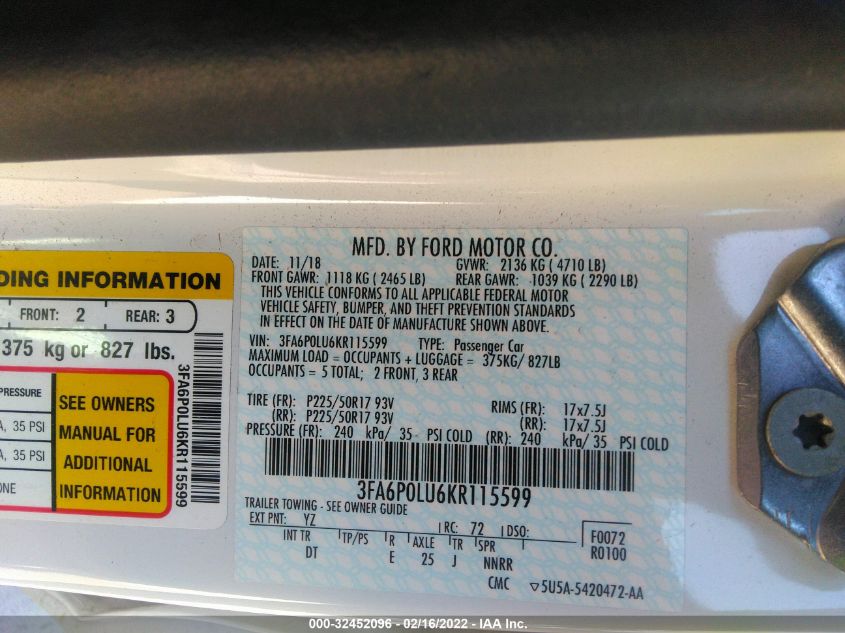 DING INFORMATION
FRONT: 2 REAR: 3
375 kg or 827 lbs.
PRESSURE
A, 35 PSI
A, 35 PSI
ONE
SEE OWNERS
MANUAL FOR
ADDITIONAL
INFORMATION
3FA6P0LU6KR115599
MFD. BY FORD MOTOR CO.
DATE: 11/18 GVWR: 2136 KG ( 4710 LB)
FRONT GAWR: 1118 KG ( 2465 LB) REAR GAWR: 1039 KG ( 2290 LB)
THIS VEHICLE CONFORMS TO ALL APPLICABLE FEDERAL MOTOR
VEHICLE SAFETY, BUMPER, AND THEFT PREVENTION STANDARDS
IN EFFECT ON THE DATE OF MANUFACTURE SHOWN ABOVE.
VIN: 3FA6P0LU6KR115599 TYPE: Passenger Car
MAXIMUM LOAD = OCCUPANTS + LUGGAGE = 375KG/ 827LB
OCCUPANTS = 5 TOTAL; 2 FRONT, 3 REAR
TIRE (FR): P225/50R17 93V RIMS (FR): 17x7.5J
(RR): P225/50R17 93V (RR): 17x7.5J
PRESSURE (FR): 240 kPa/ 35 PSI COLD (RR): 240 kPa/ 35 PSI COLD
3FA6P0LU6KR115599
TRAILER TOWING - SEE OWNER GUIDE
EXT PNT: YZ RC: 72 DSO: F0072
INT TR TP/PS R AXLE TR SPR R0100
DT E 25 J NNRR
CMC ▽5U5A-5420472-AA
000-32452096 - 02/16/2022 - IAA Inc.